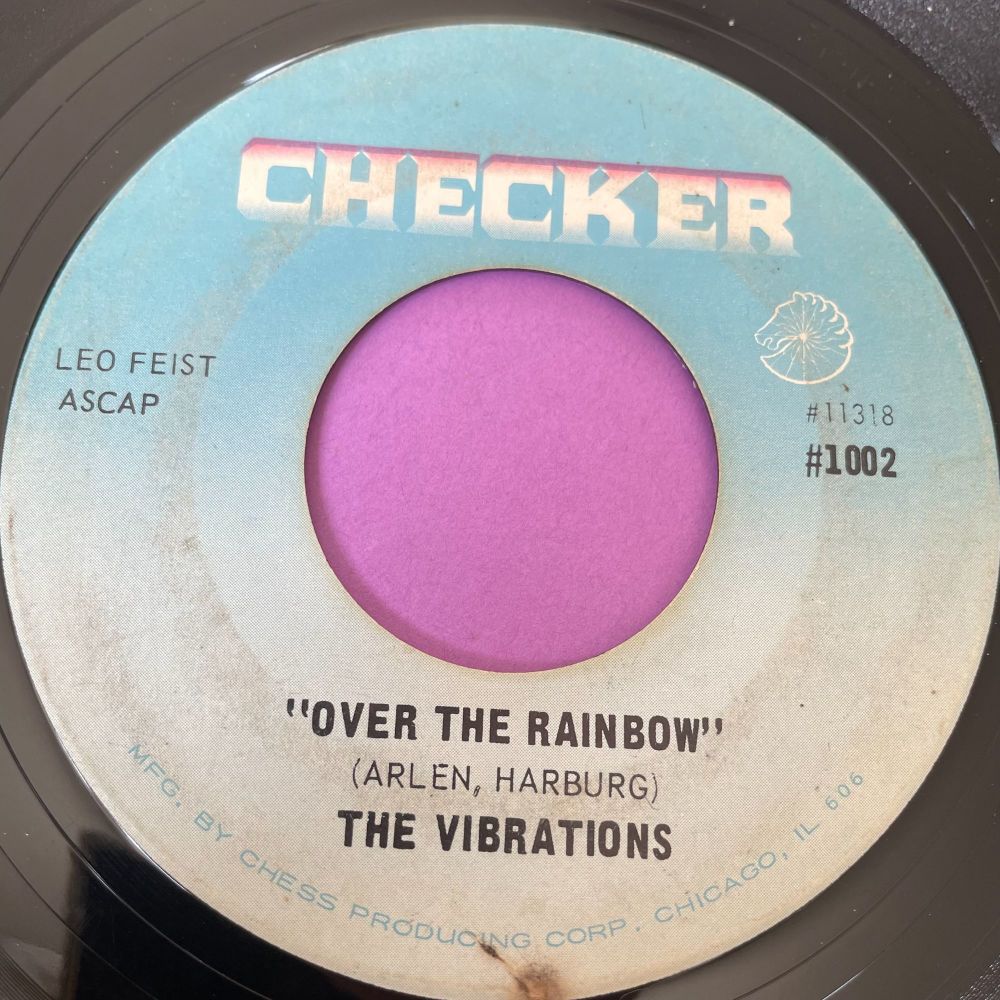 CHECKER
LEO FEIST
ASCAP
#11318
#1002
"OVER THE RAINBOW"
(ARLEN, HARBURG)
THE VIBRATIONS
MFG. BY CHESS PRODUCING CORP., CHICAGO, IL 606